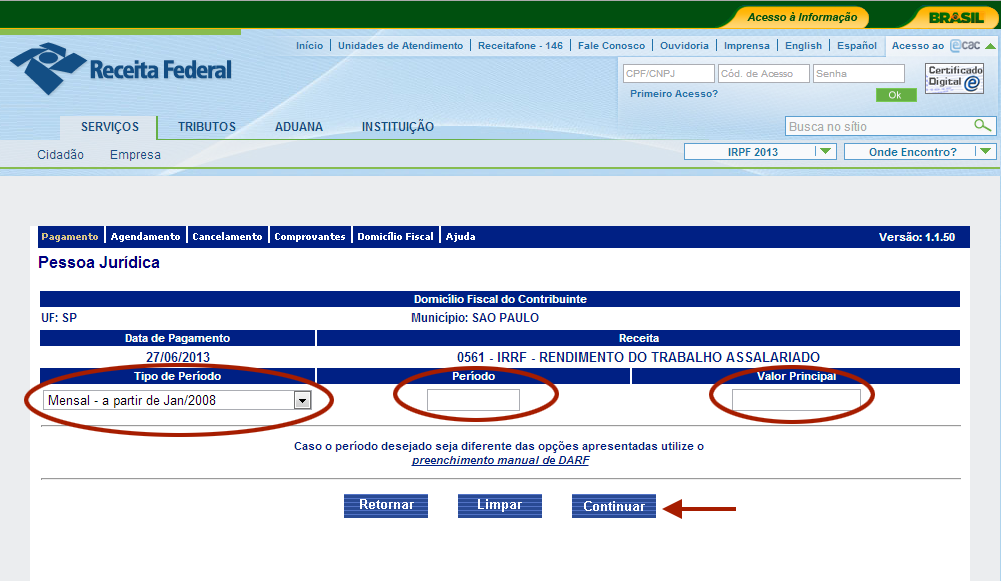 Acesso à Informação
BRASIL
Início | Unidades de Atendimento | Receitafone - 146 | Fale Conosco | Ouvidoria | Imprensa | English | Español
Acesso ao e-CAC
Receita Federal
CPF/CNPJ
Cód. de Acesso
Senha
Certificado
Digital
Primeiro Acesso?
Ok
SERVIÇOS
TRIBUTOS
ADUANA
INSTITUIÇÃO
Busca no sítio
Cidadão
Empresa
IRPF 2013
Onde Encontro?
Pagamento | Agendamento | Cancelamento | Comprovantes | Domicílio Fiscal | Ajuda
Versão: 1.1.50
Pessoa Jurídica
Domicílio Fiscal do Contribuinte
UF: SP
Município: SAO PAULO
Data de Pagamento
Receita
27/06/2013
0561 - IRRF - RENDIMENTO DO TRABALHO ASSALARIADO
Tipo de Período
Período
Valor Principal
Mensal - a partir de Jan/2008
Caso o período desejado seja diferente das opções apresentadas utilize o
preenchimento manual de DARF
Retornar
Limpar
Continuar